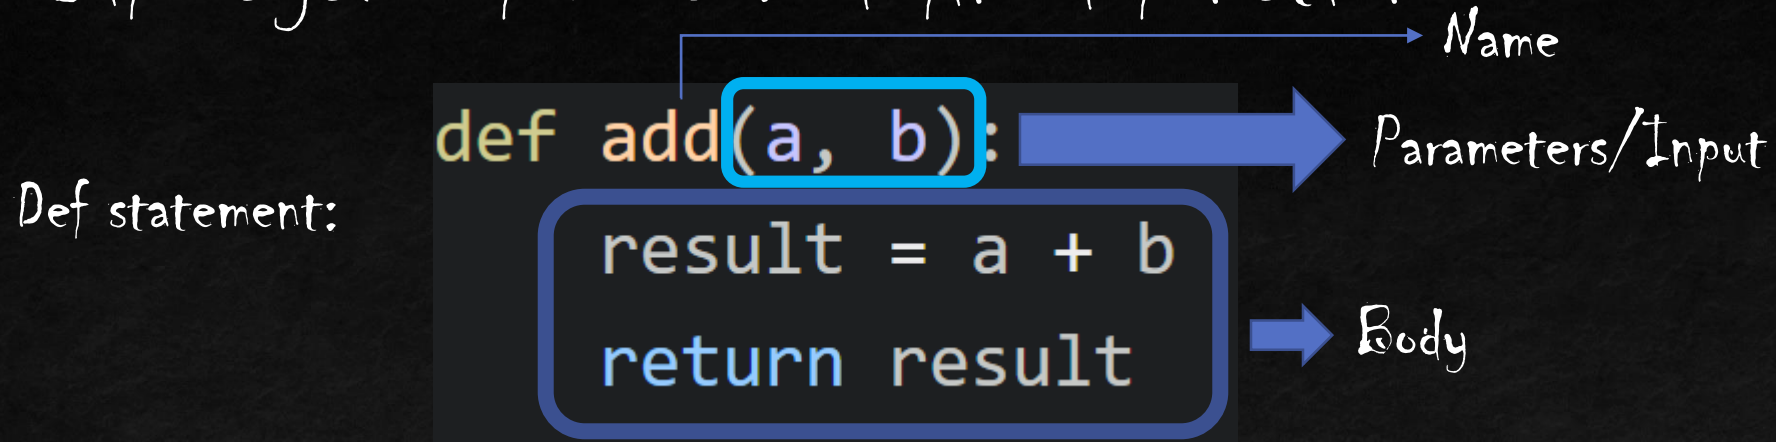 Name
def add(a, b):
Parameters/Input
Def statement:
result = a + b
return result
Body